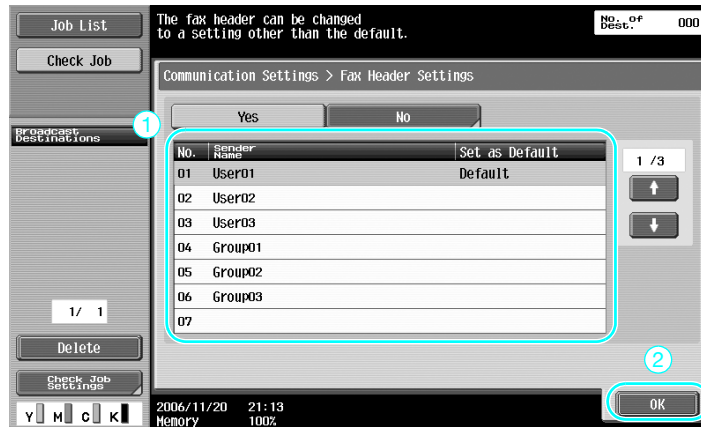 Job List
Check Job
Broadcast
Destinations
1/ 1
Delete
Check Job
Settings
Y M C K
The fax header can be changed
to a setting other than the default.
No. of
Dest. 000
Communication Settings > Fax Header Settings
Yes No
1
No. Sender
Name Set as Default
01 User01 Default
02 User02
03 User03
04 Group01
05 Group02
06 Group03
07
1 /3
2
OK
2006/11/20 21:13
Memory 100%